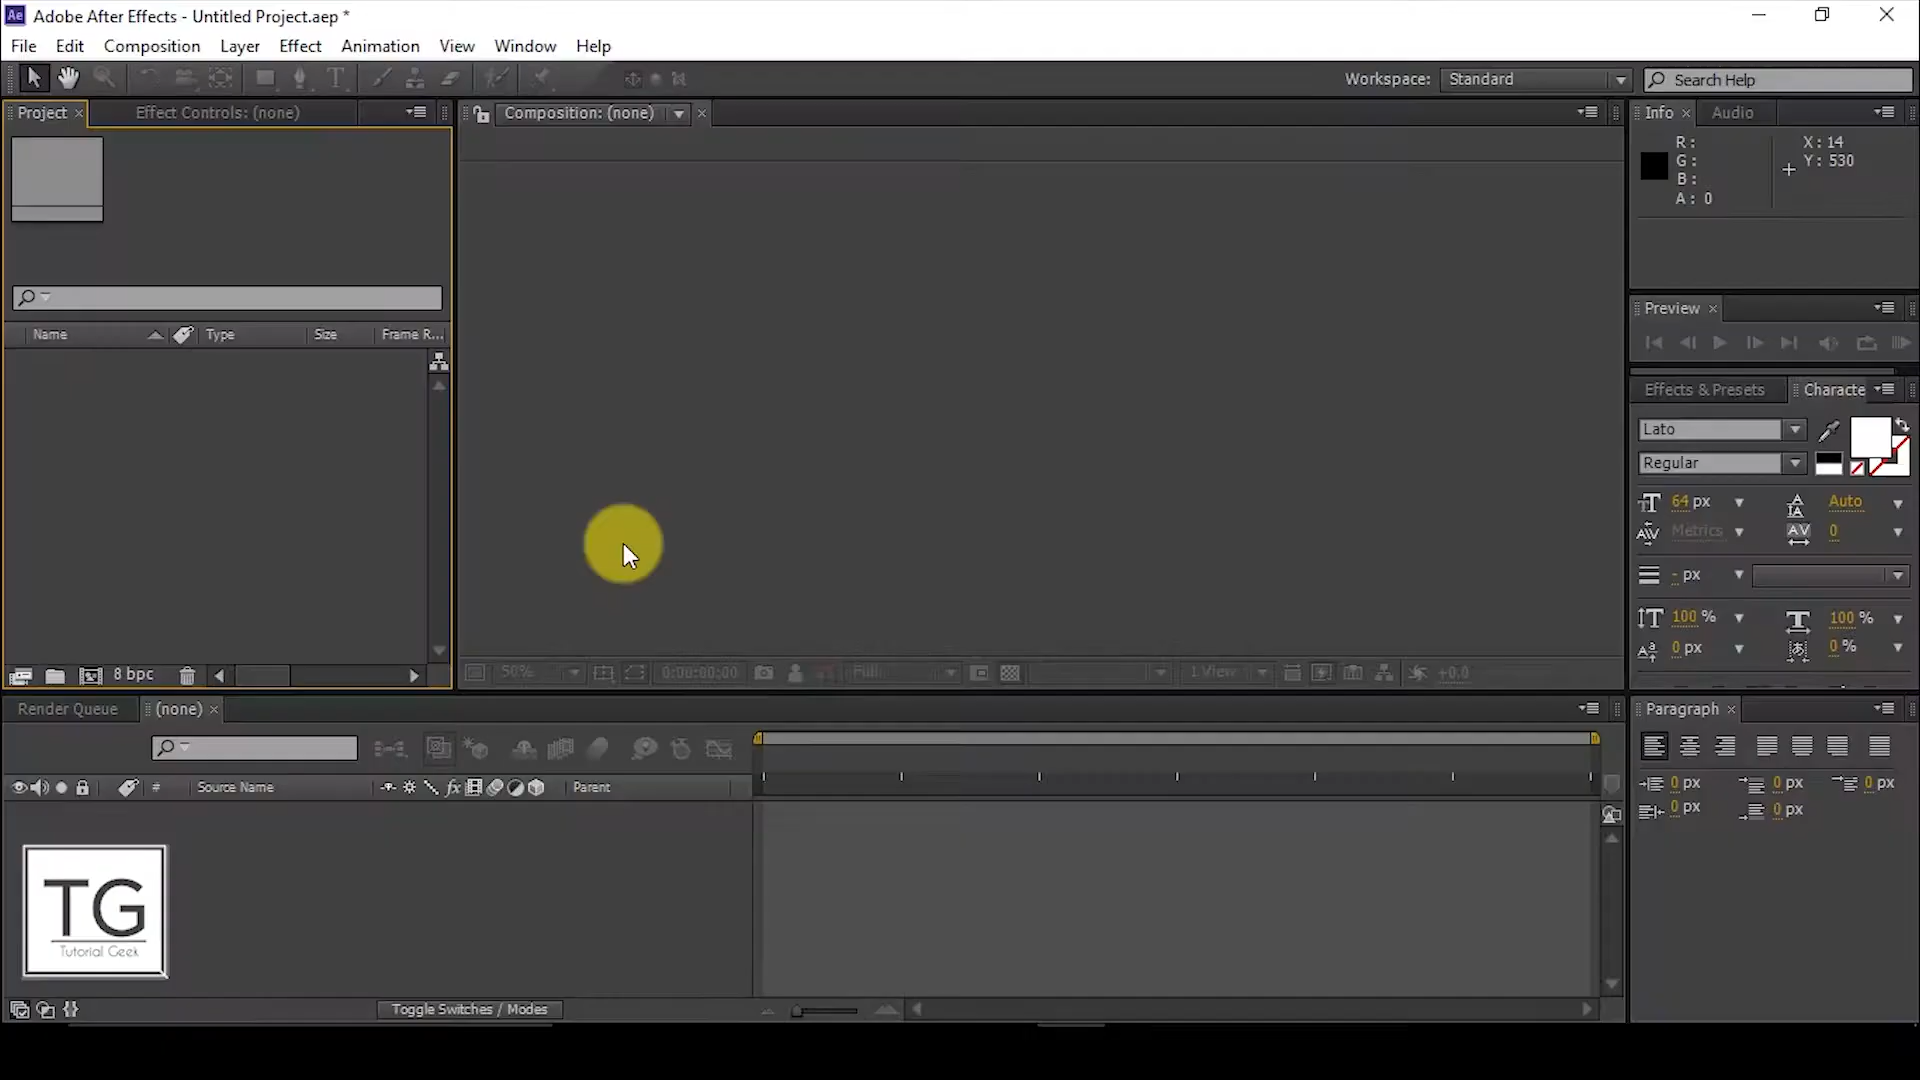 Ae Adobe After Effects - Untitled Project.aep *
File Edit Composition Layer Effect Animation View Window Help
T Workspace: Standard Search Help
Project Effect Controls: (none) Composition: (none) Info Audio
R:
G:
B:
A: 0
X: 14
Y: 530
Preview
Name Type Size Frame R...
Effects & Presets Characte
Lato
Regular
64 px Auto
Metrics 0
- px
100 % 100 %
0 px 0 %
8 bpc
50% 0:00:00:00 Full 1 View +0.0
Render Queue (none)
# Source Name fx Parent
Paragraph
0 px 0 px 0 px
0 px 0 px
TG
Tutorial Geek
Toggle Switches / Modes